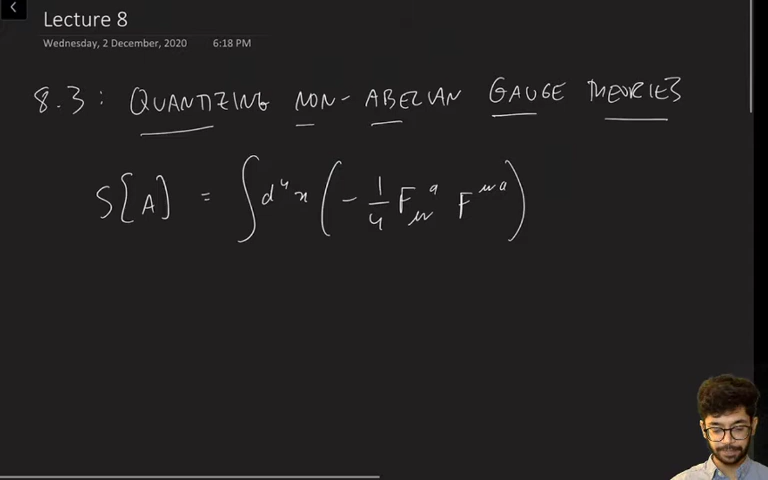 Lecture 8
Wednesday, 2 December, 2020 6:18 PM
8.3: QUANTIZING NON-ABELIAN GAUGE THEORIES
S[A] = ∫d⁴x (-1/4 F_μν^a F^μνa)